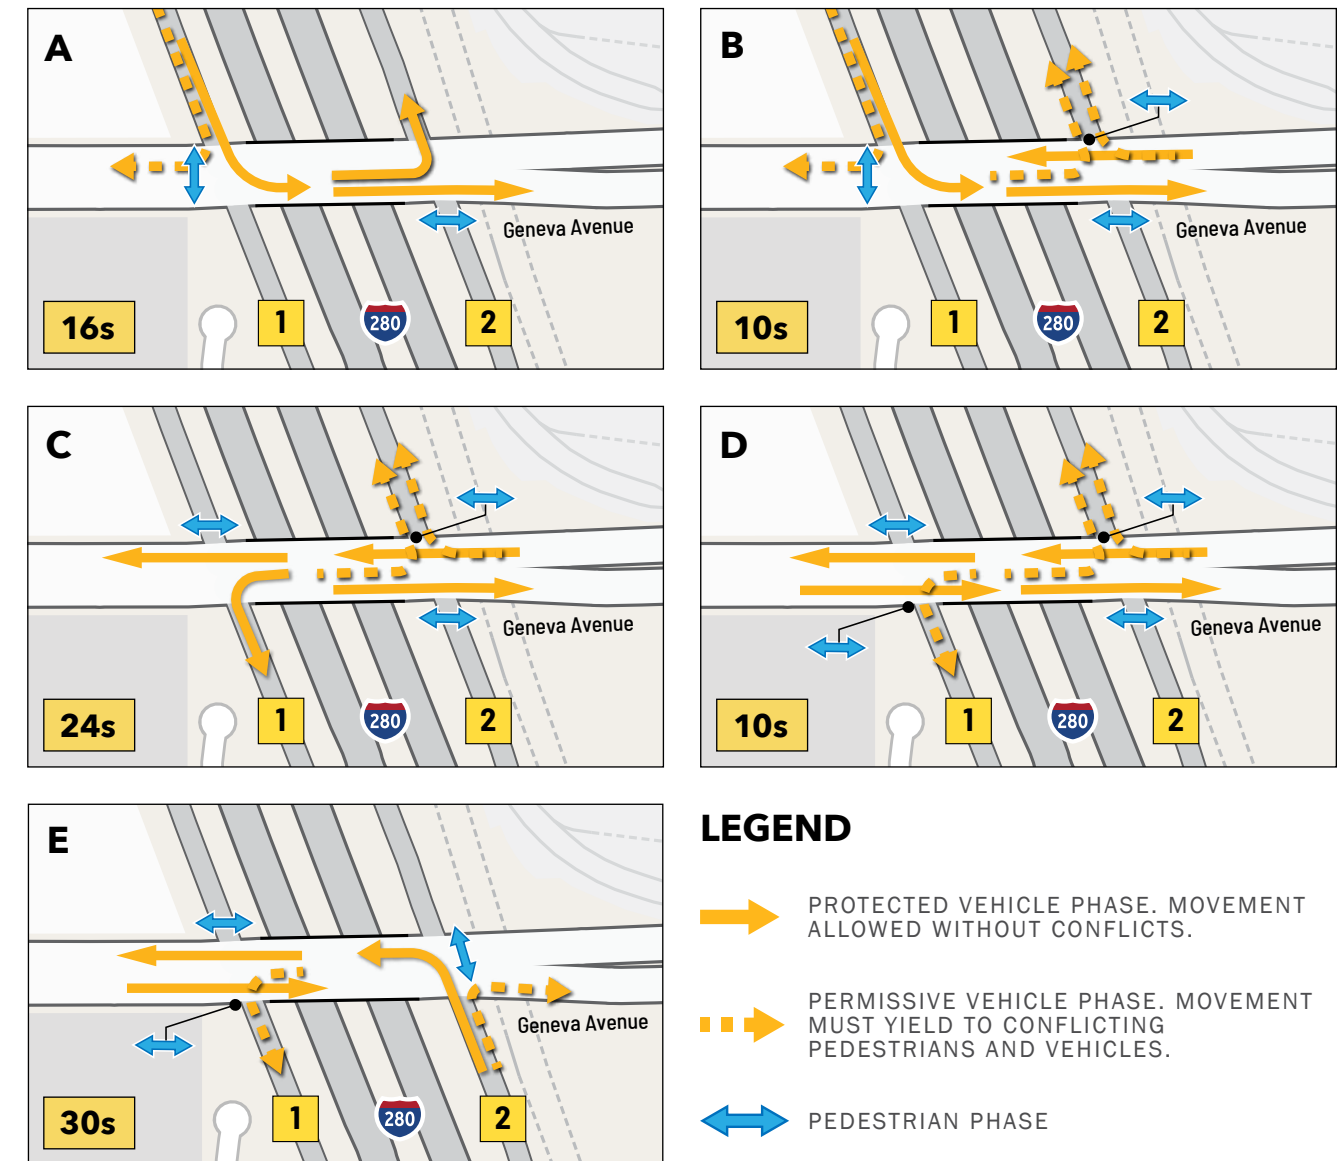 A
Geneva Avenue
16s
1
280
2
B
Geneva Avenue
10s
1
280
2
C
Geneva Avenue
24s
1
280
2
D
Geneva Avenue
10s
1
280
2
E
Geneva Avenue
30s
1
280
2
LEGEND
PROTECTED VEHICLE PHASE. MOVEMENT
ALLOWED WITHOUT CONFLICTS.
PERMISSIVE VEHICLE PHASE. MOVEMENT
MUST YIELD TO CONFLICTING
PEDESTRIANS AND VEHICLES.
PEDESTRIAN PHASE